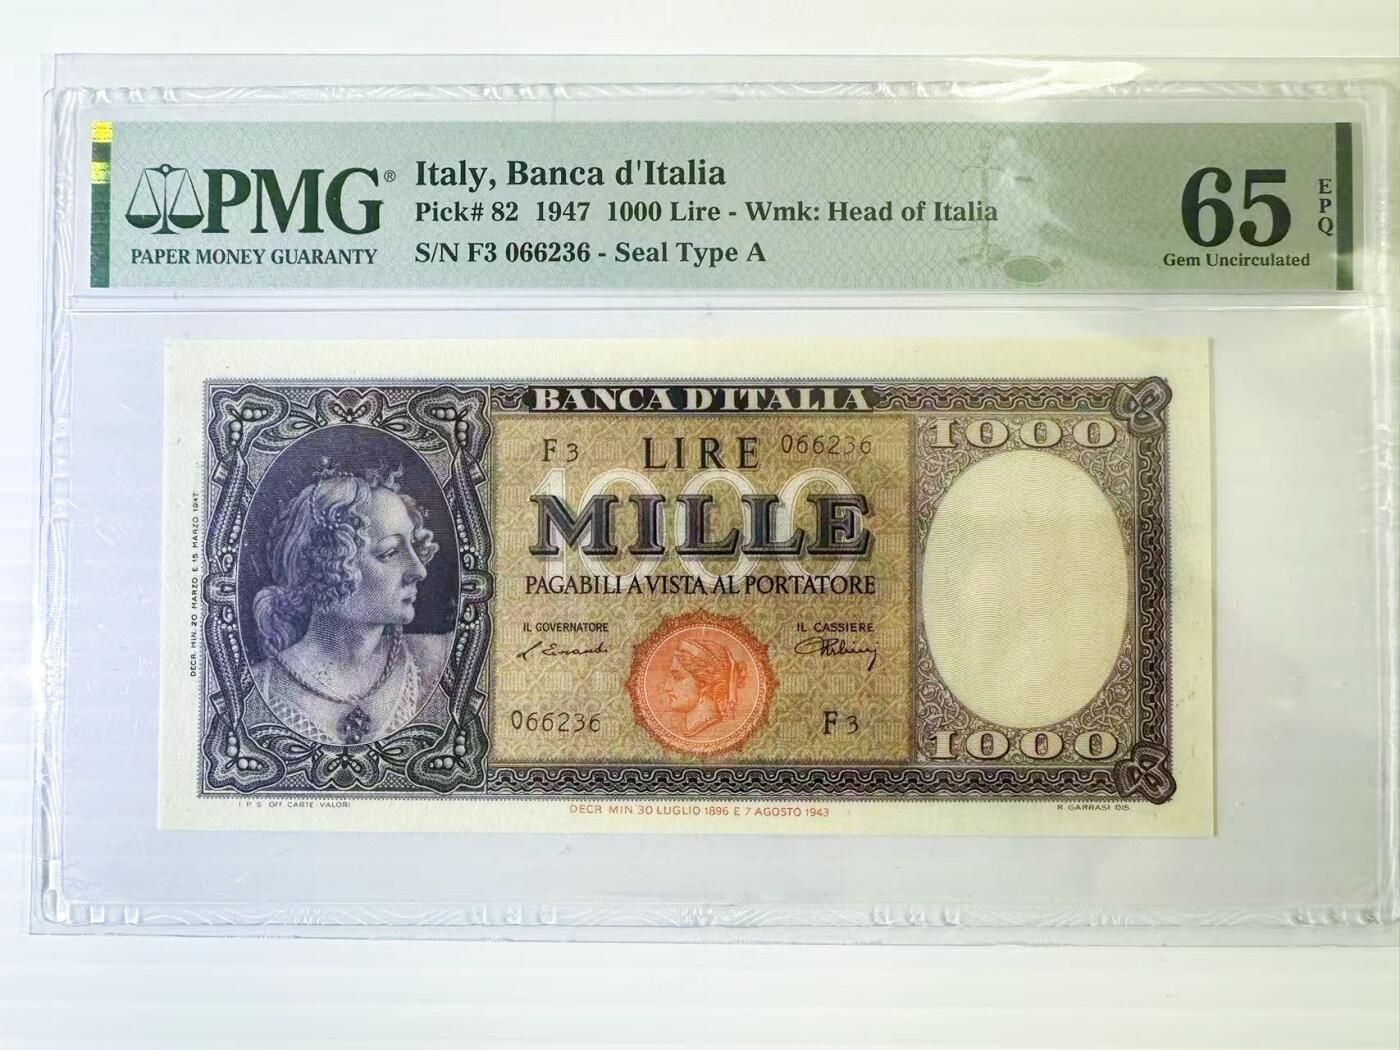 PMG®
PAPER MONEY GUARANTY
Italy, Banca d'Italia
Pick# 82 1947 1000 Lire - Wmk: Head of Italia
S/N F3 066236 - Seal Type A
65
EPQ
Gem Uncirculated
BANCA D'ITALIA
F 3 LIRE 066236
1000
1000
MILLE
PAGABILI A VISTA AL PORTATORE
IL GOVERNATORE
IL CASSIERE
066236
F 3
1000
DECR. MIN. 20 MARZO E 15 MARZO 1947
I.P.S. OFF. CARTE-VALORI
DECR. MIN. 30 LUGLIO 1896 E 7 AGOSTO 1943
R. GARRASI DIS.